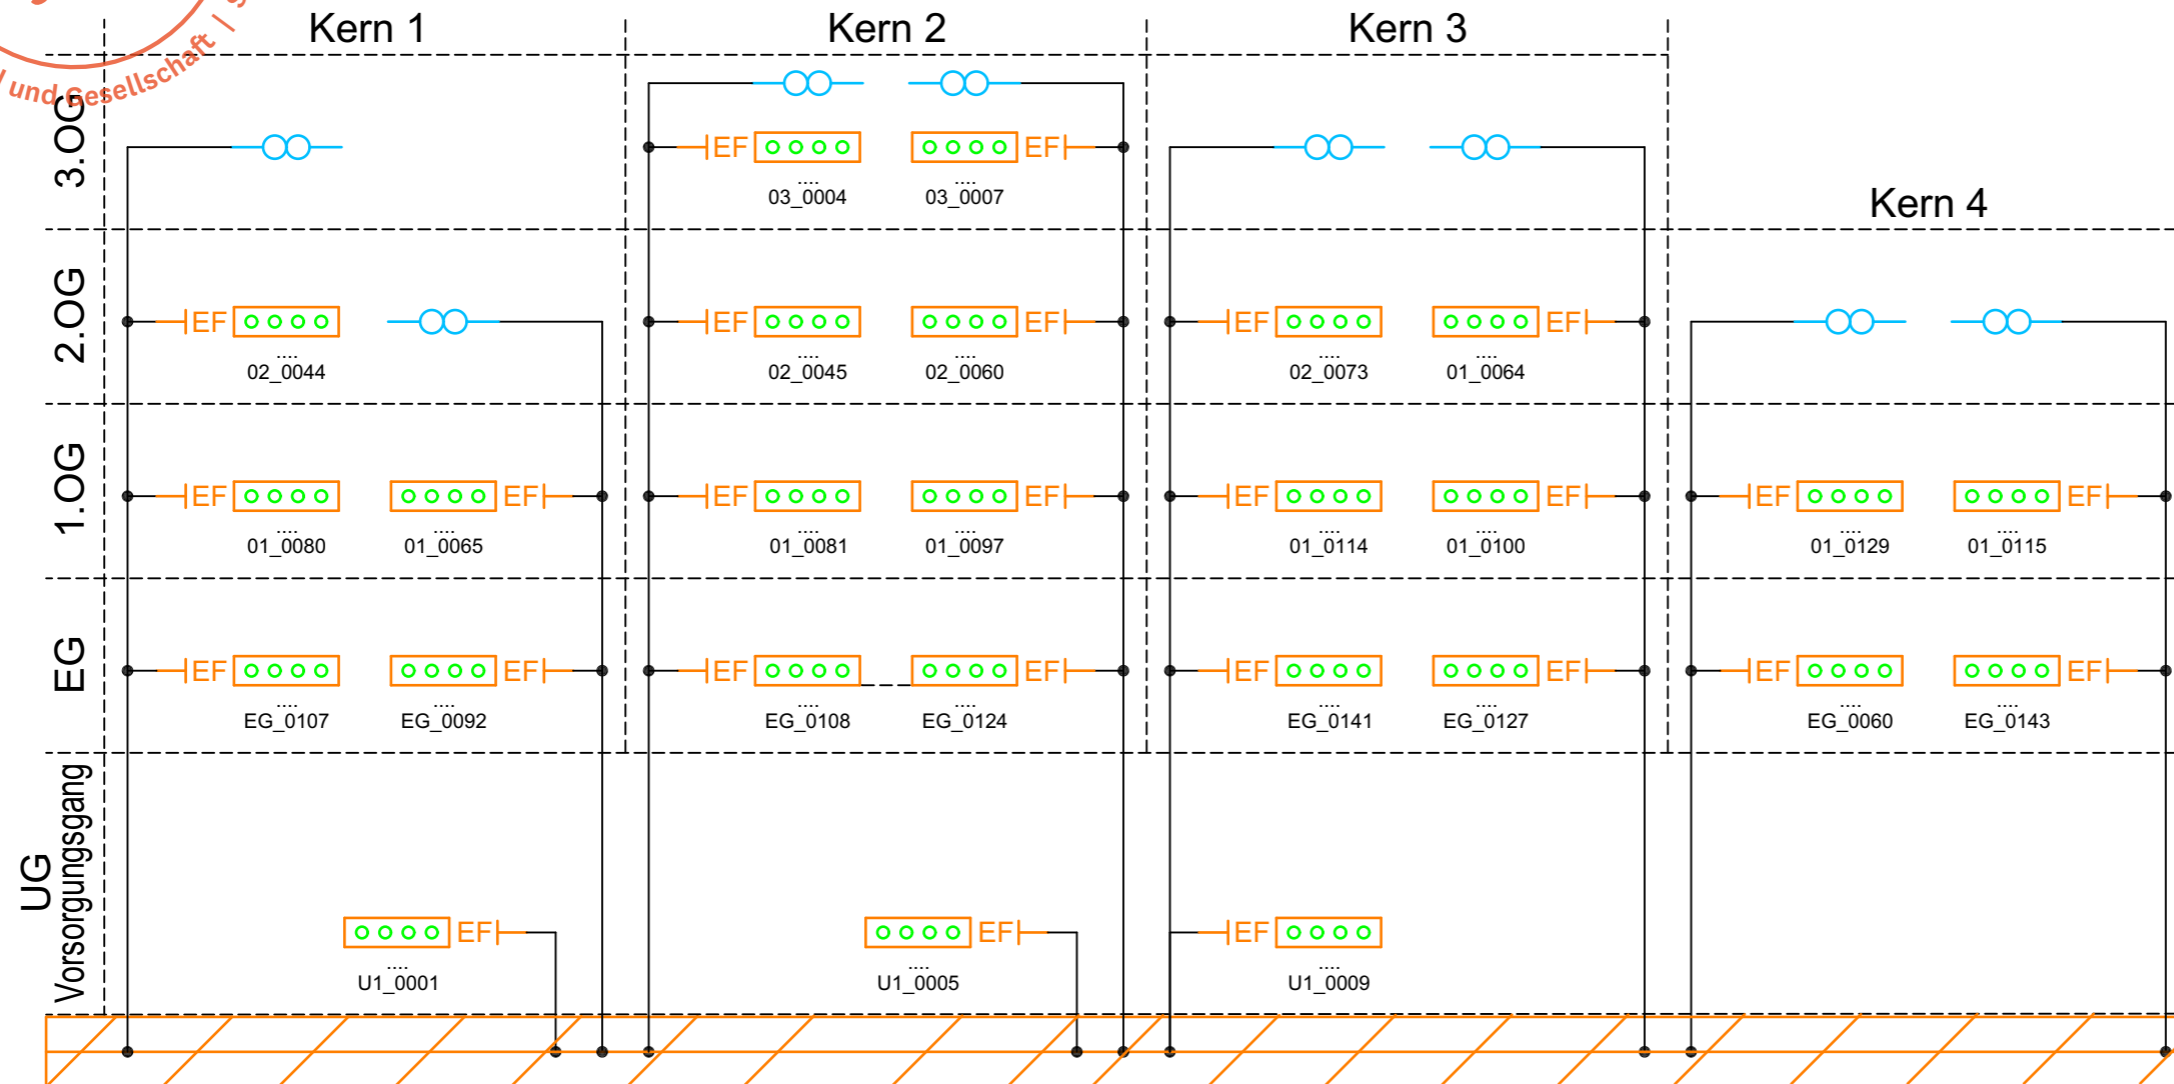 Kern 1 Kern 2 Kern 3
und Gesellschaft |
3.OG
EF EF
.... ....
03_0004 03_0007
Kern 4
2.OG
EF EF EF EF EF
.... .... .... .... ....
02_0044 02_0045 02_0060 02_0073 01_0064
1.OG
EF EF EF EF EF EF EF EF
.... .... .... .... .... .... .... ....
01_0080 01_0065 01_0081 01_0097 01_0114 01_0100 01_0129 01_0115
EG
EF EF EF EF EF EF EF EF
.... .... .... .... .... .... .... ....
EG_0107 EG_0092 EG_0108 EG_0124 EG_0141 EG_0127 EG_0060 EG_0143
UG
Vorsorgungsgang
EF EF EF
.... .... ....
U1_0001 U1_0005 U1_0009